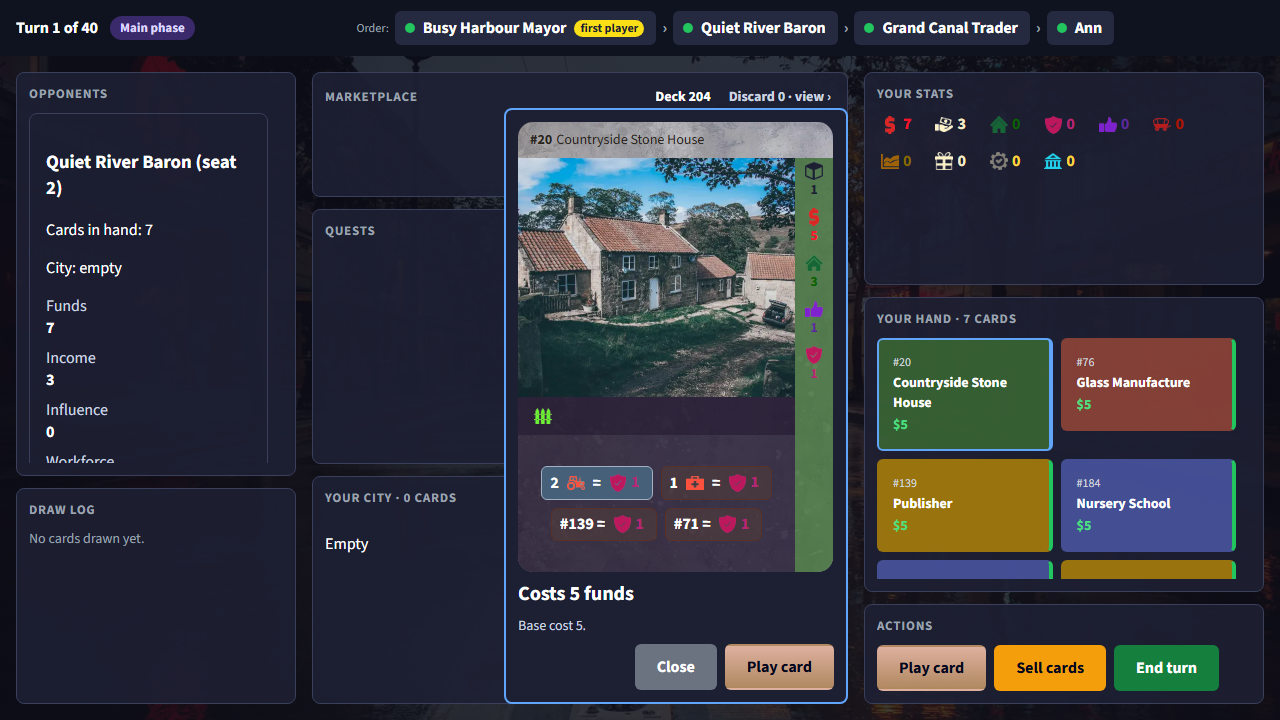 Turn 1 of 40 Main phase Order: Busy Harbour Mayor first player › Quiet River Baron › Grand Canal Trader › Ann
OPPONENTS
Quiet River Baron (seat
2)
Cards in hand: 7
City: empty
Funds
7
Income
3
Influence
0
Workforce
DRAW LOG
No cards drawn yet.
MARKETPLACE Deck 204 Discard 0 · view ›
QUESTS
YOUR CITY · 0 CARDS
Empty
#20 Countryside Stone House
1
5
3
1
1
2 = 1 1 = 1
#139 = 1 #71 = 1
Costs 5 funds
Base cost 5.
Close Play card
YOUR STATS
7 3 0 0 0 0
0 0 0 0
YOUR HAND · 7 CARDS
#20
Countryside Stone
House
$5
#76
Glass Manufacture
$5
#139
Publisher
$5
#184
Nursery School
$5
ACTIONS
Play card Sell cards End turn